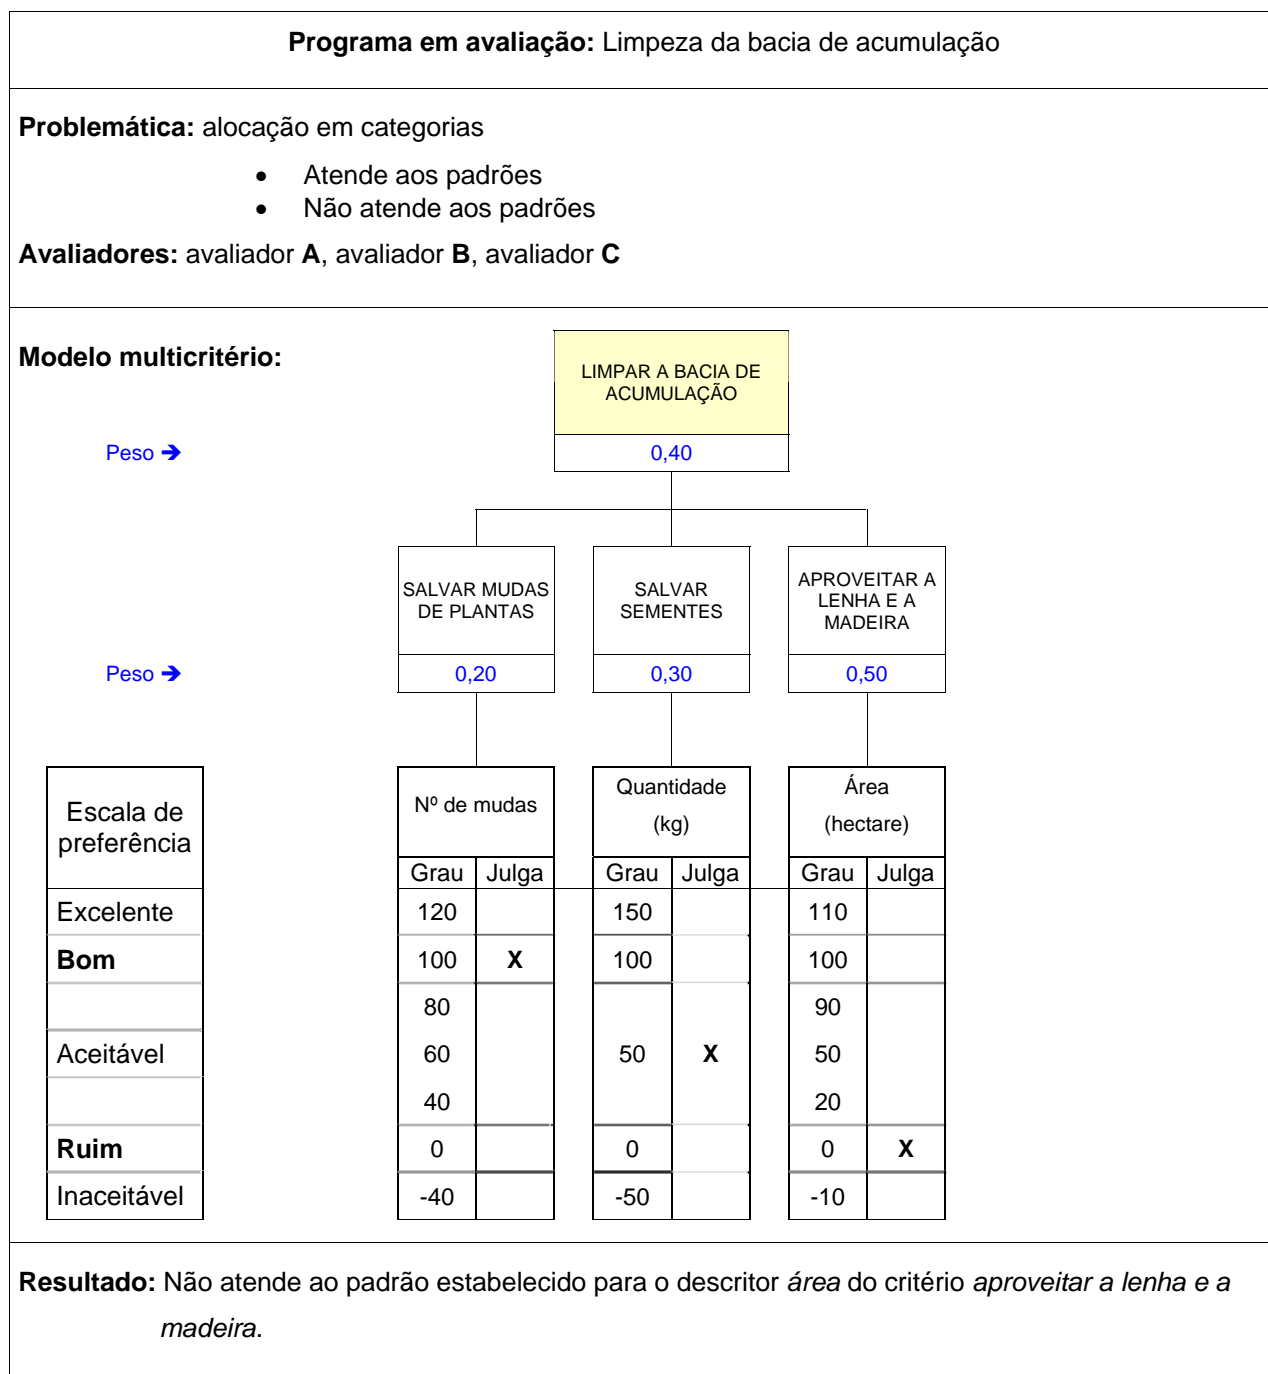 Programa em avaliação: Limpeza da bacia de acumulação
Problemática: alocação em categorias
• Atende aos padrões
• Não atende aos padrões
Avaliadores: avaliador A, avaliador B, avaliador C
Modelo multicritério:
LIMPAR A BACIA DE
ACUMULAÇÃO
Peso ➔ 0,40
SALVAR MUDAS
DE PLANTAS
SALVAR
SEMENTES
APROVEITAR A
LENHA E A
MADEIRA
Peso ➔ 0,20 0,30 0,50
Escala de
preferência
Nº de mudas
Quantidade
(kg)
Área
(hectare)
Grau Julga Grau Julga Grau Julga
Excelente 120 150 110
Bom 100 X 100 100
80 90
Aceitável 60 50 X 50
40 20
Ruim 0 0 0 X
Inaceitável -40 -50 -10
Resultado: Não atende ao padrão estabelecido para o descritor área do critério aproveitar a lenha e a
madeira.